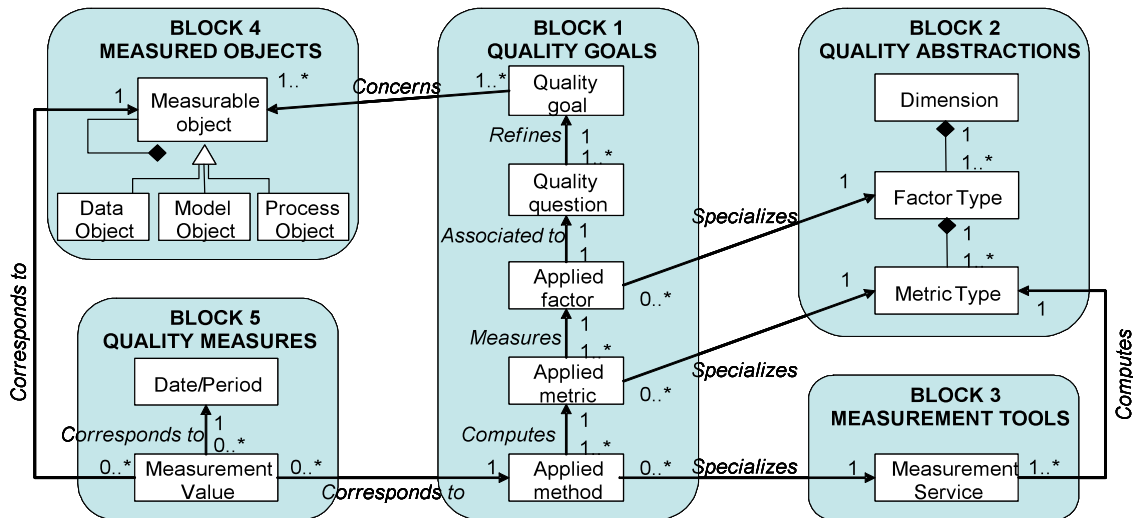 BLOCK 4
MEASURED OBJECTS
1
1..*
Measurable
object
Data
Object
Model
Object
Process
Object
Concerns
BLOCK 1
QUALITY GOALS
1..*
Quality
goal
Refines
1
1..*
Quality
question
Associated to
1
1
Applied
factor
0..*
Measures
1
1..*
Applied
metric
0..*
Computes
1
1..*
Applied
method
0..*
1
Specializes
Specializes
Specializes
BLOCK 2
QUALITY ABSTRACTIONS
Dimension
1
1..*
1
Factor Type
1
1..*
1
Metric Type
1
Computes
BLOCK 3
MEASUREMENT TOOLS
1
Measurement
Service
1..*
BLOCK 5
QUALITY MEASURES
Date/Period
Corresponds to
1
0..*
0..*
Measurement
Value
0..*
Corresponds to
Corresponds to